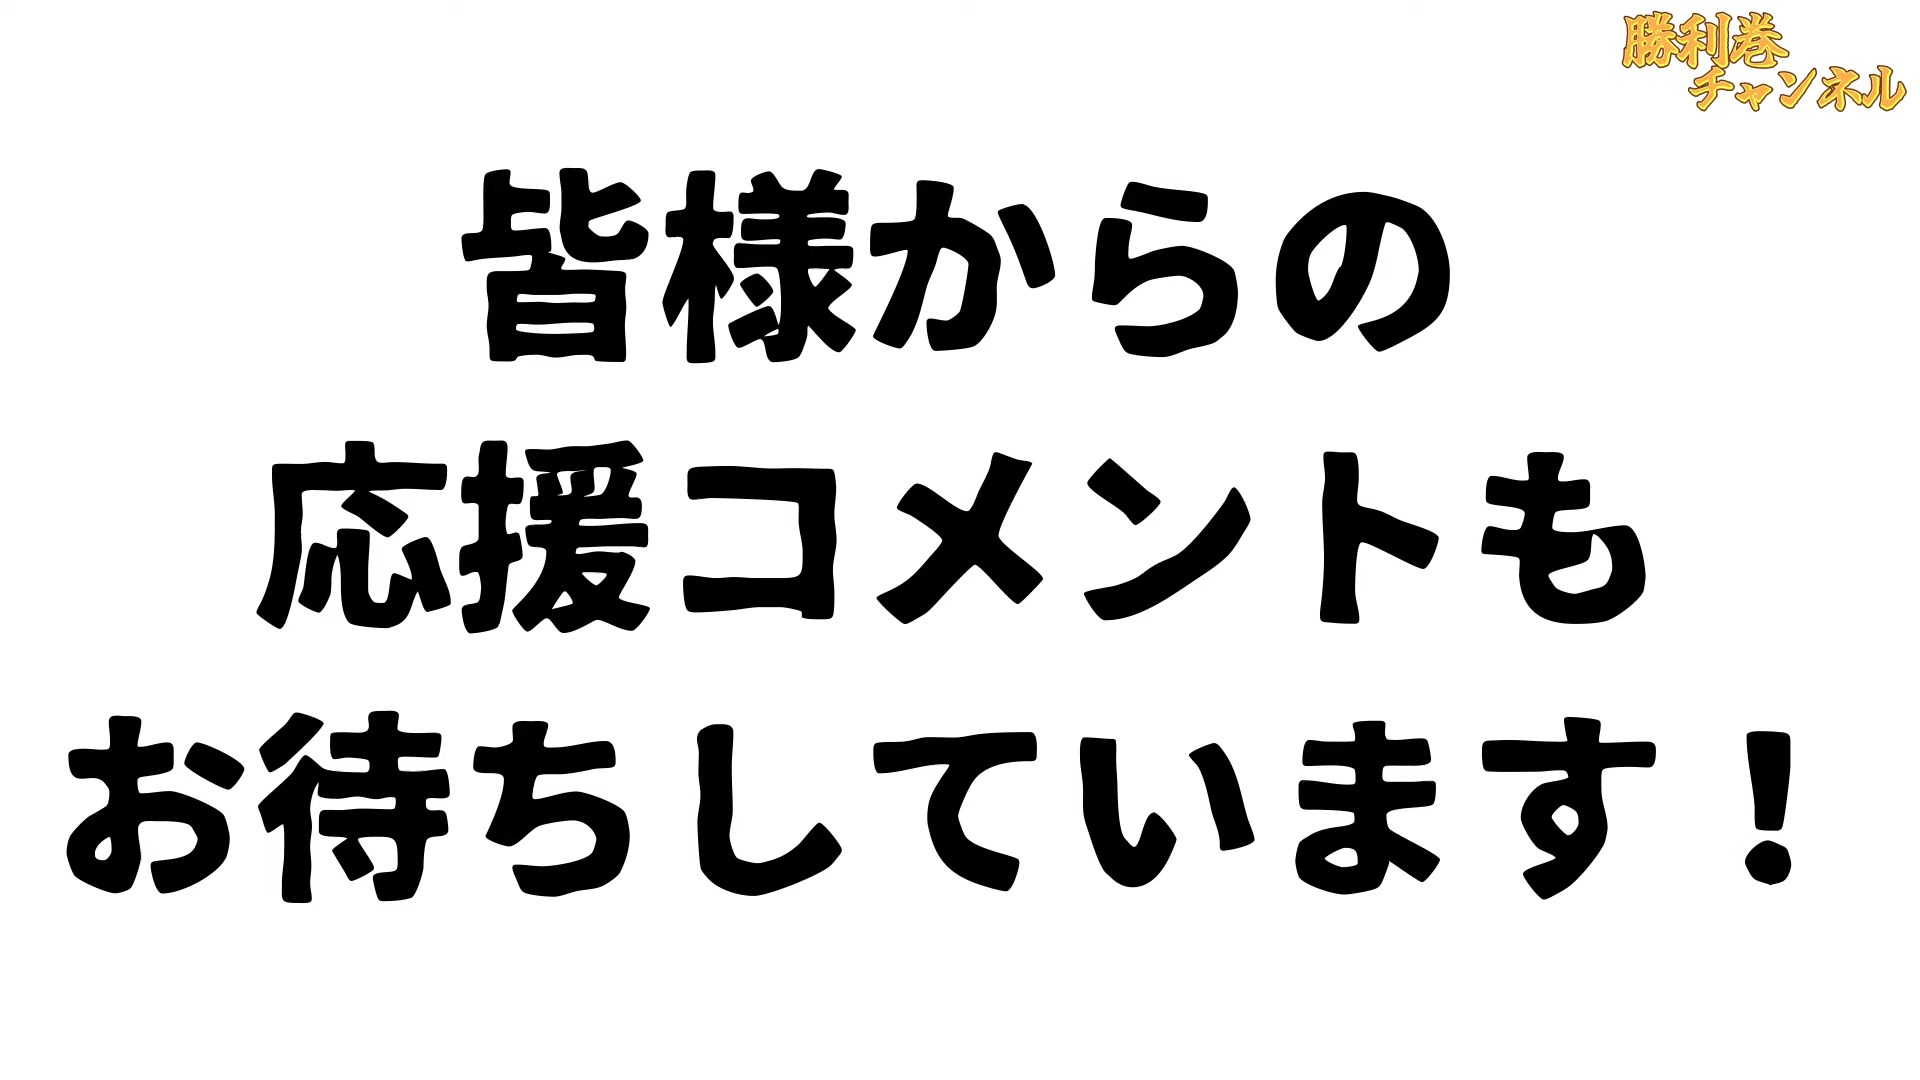 勝利巻
チャンネル
皆様からの
応援コメントも
お待ちしています！